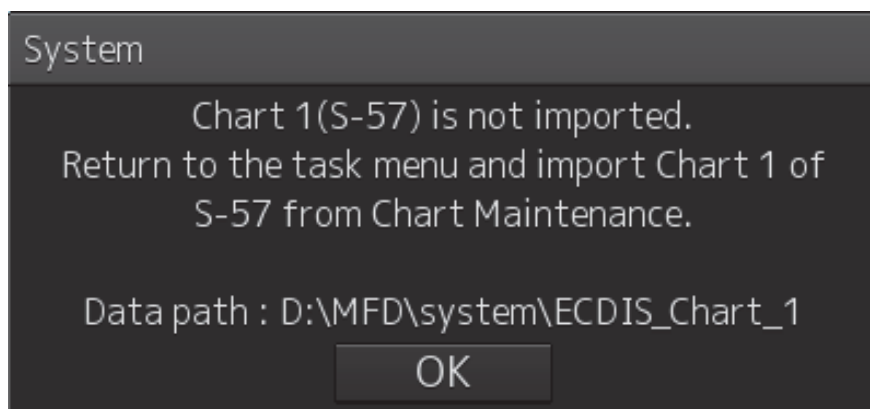 System
Chart 1(S-57) is not imported.
Return to the task menu and import Chart 1 of
S-57 from Chart Maintenance.
Data path : D:\MFD\system\ECDIS_Chart_1
OK